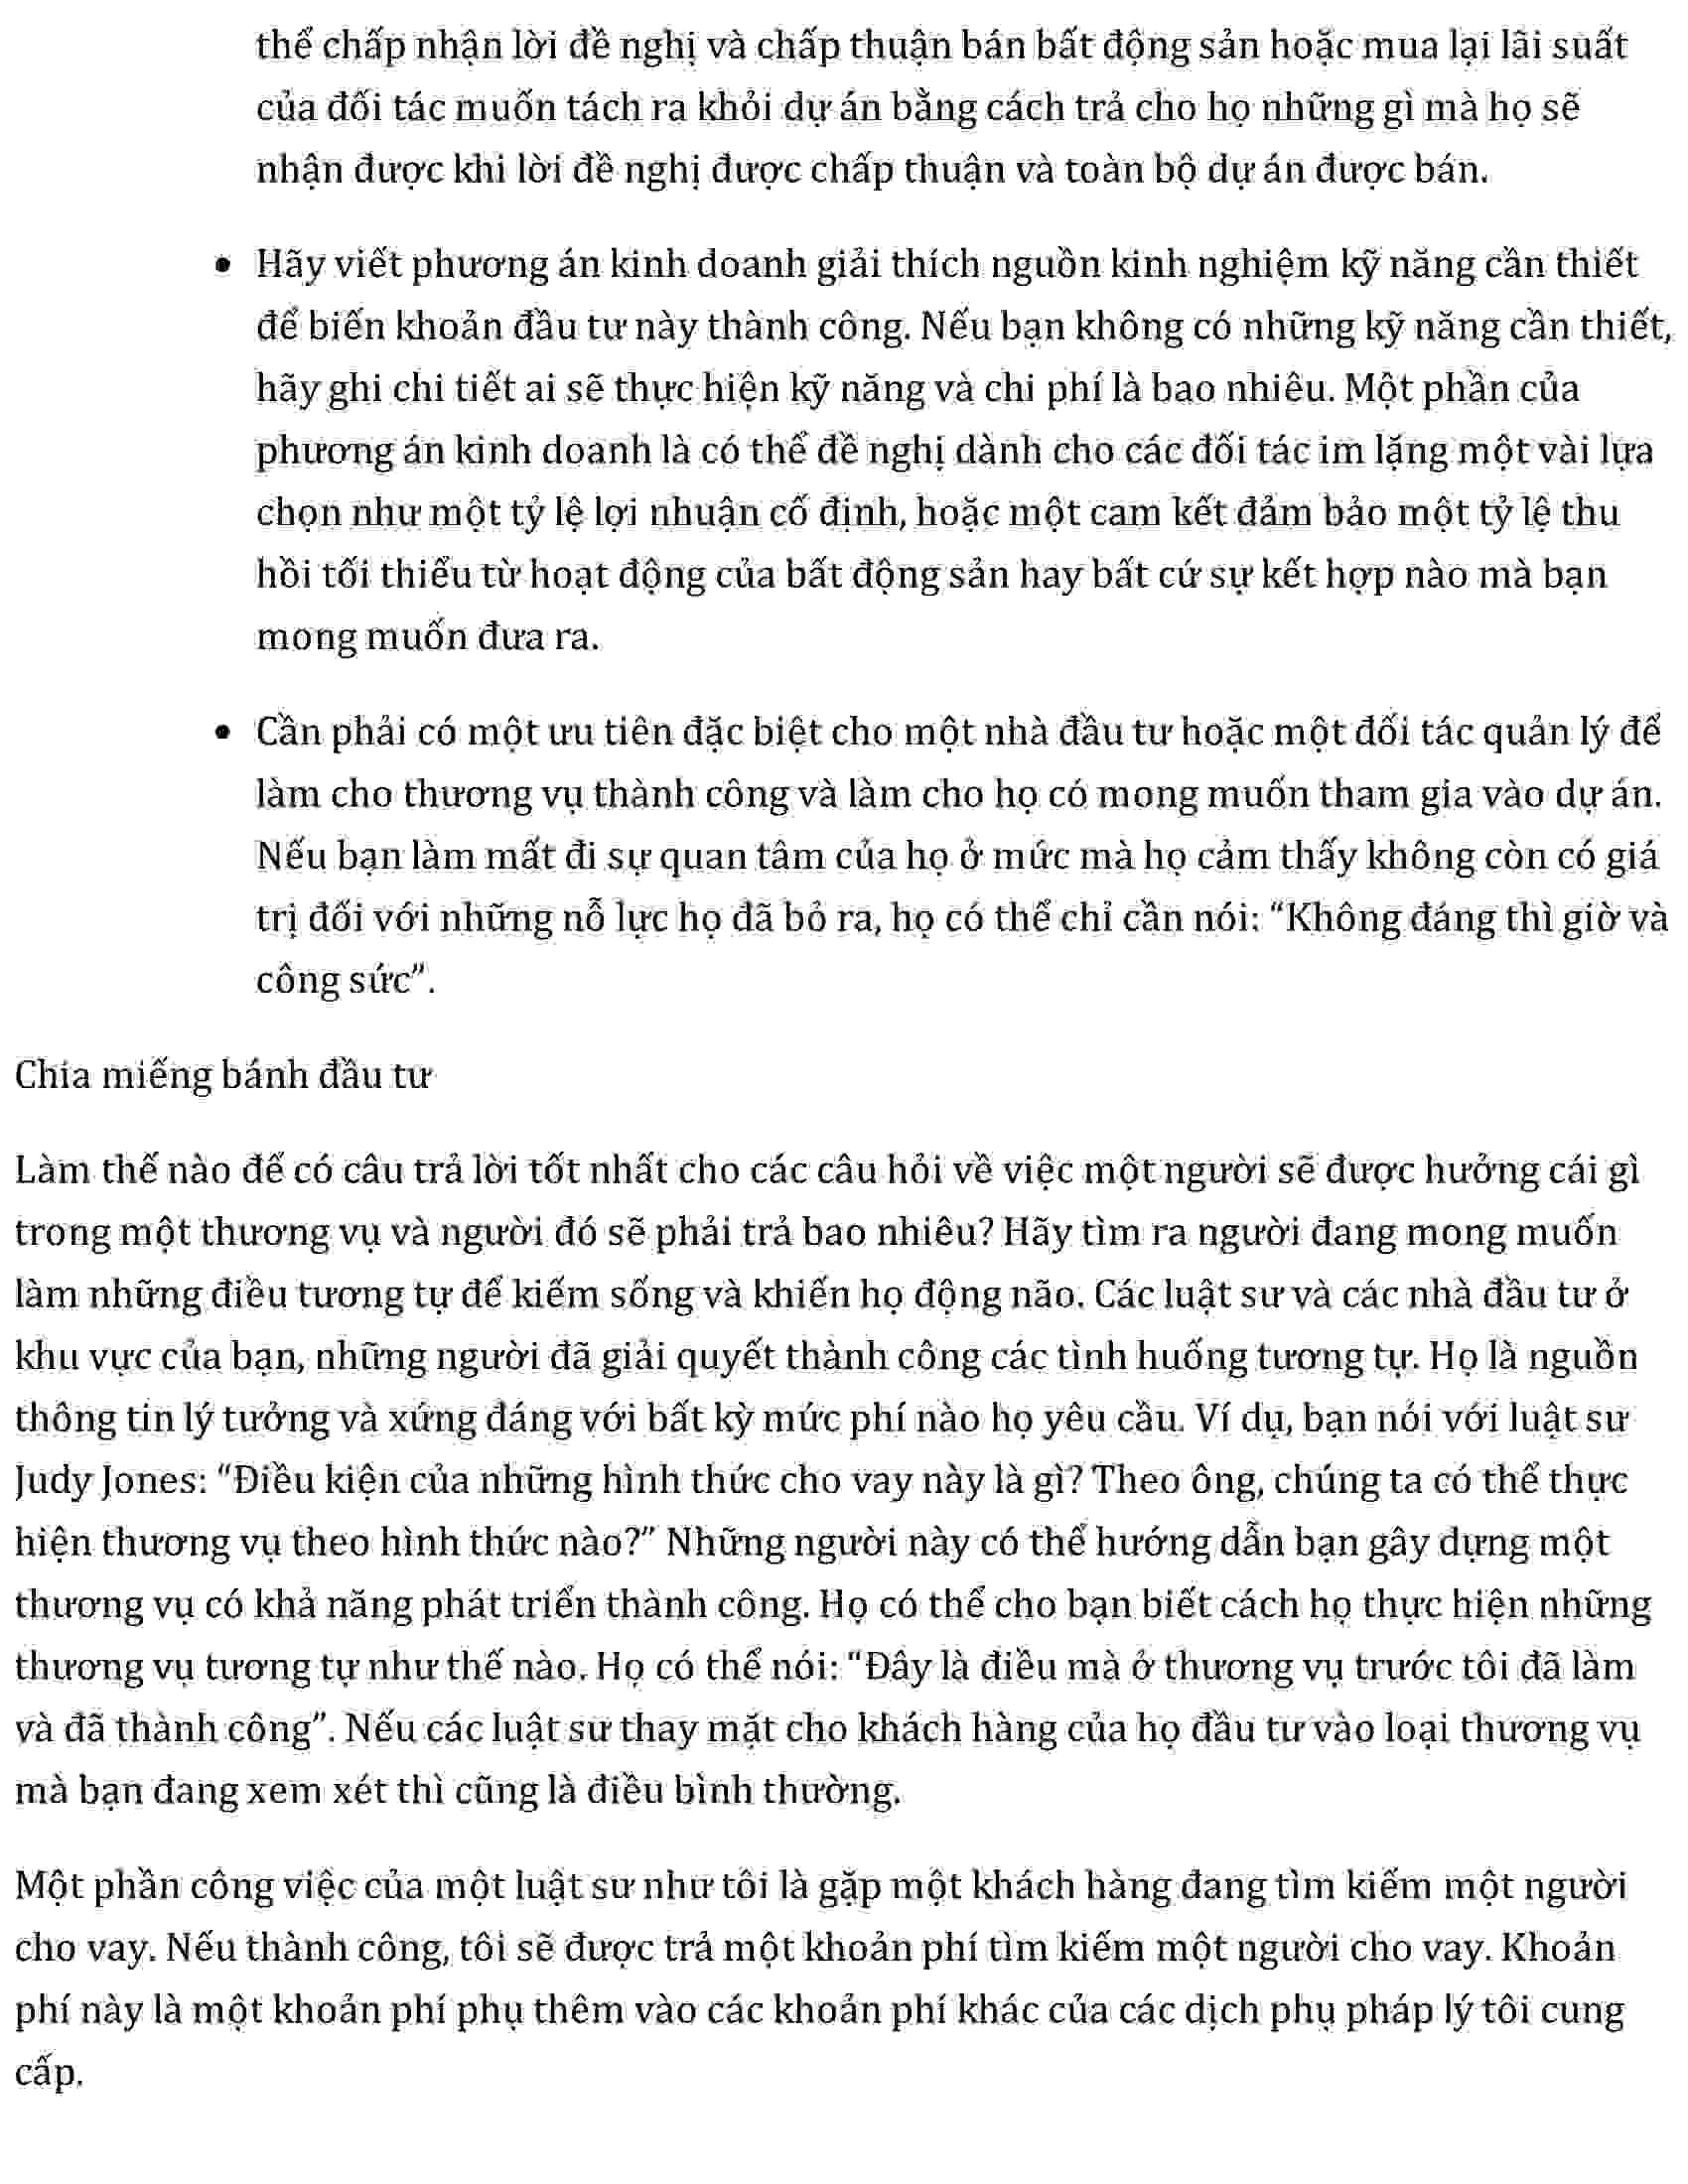 thể chấp nhận lời đề nghị và chấp thuận bán bất động sản hoặc mua lại lãi suất
của đối tác muốn tách ra khỏi dự án bằng cách trả cho họ những gì mà họ sẽ
nhận được khi lời đề nghị được chấp thuận và toàn bộ dự án được bán.
• Hãy viết phương án kinh doanh giải thích nguồn kinh nghiệm kỹ năng cần thiết
để biến khoản đầu tư này thành công. Nếu bạn không có những kỹ năng cần thiết,
hãy ghi chi tiết ai sẽ thực hiện kỹ năng và chi phí là bao nhiêu. Một phần của
phương án kinh doanh là có thể đề nghị dành cho các đối tác im lặng một vài lựa
chọn như một tỷ lệ lợi nhuận cố định, hoặc một cam kết đảm bảo một tỷ lệ thu
hồi tối thiểu từ hoạt động của bất động sản hay bất cứ sự kết hợp nào mà bạn
mong muốn đưa ra.
• Cần phải có một ưu tiên đặc biệt cho một nhà đầu tư hoặc một đối tác quản lý để
làm cho thương vụ thành công và làm cho họ có mong muốn tham gia vào dự án.
Nếu bạn làm mất đi sự quan tâm của họ ở mức mà họ cảm thấy không còn có giá
trị đối với những nỗ lực họ đã bỏ ra, họ có thể chỉ cần nói: “Không đáng thì giờ và
công sức”.
Chia miếng bánh đầu tư
Làm thế nào để có câu trả lời tốt nhất cho các câu hỏi về việc một người sẽ được hưởng cái gì
trong một thương vụ và người đó sẽ phải trả bao nhiêu? Hãy tìm ra người đang mong muốn
làm những điều tương tự để kiếm sống và khiến họ động não. Các luật sư và các nhà đầu tư ở
khu vực của bạn, những người đã giải quyết thành công các tình huống tương tự. Họ là nguồn
thông tin lý tưởng và xứng đáng với bất kỳ mức phí nào họ yêu cầu. Ví dụ, bạn nói với luật sư
Judy Jones: “Điều kiện của những hình thức cho vay này là gì? Theo ông, chúng ta có thể thực
hiện thương vụ theo hình thức nào?” Những người này có thể hướng dẫn bạn gây dựng một
thương vụ có khả năng phát triển thành công. Họ có thể cho bạn biết cách họ thực hiện những
thương vụ tương tự như thế nào. Họ có thể nói: “Đây là điều mà ở thương vụ trước tôi đã làm
và đã thành công”. Nếu các luật sư thay mặt cho khách hàng của họ đầu tư vào loại thương vụ
mà bạn đang xem xét thì cũng là điều bình thường.
Một phần công việc của một luật sư như tôi là gặp một khách hàng đang tìm kiếm một người
cho vay. Nếu thành công, tôi sẽ được trả một khoản phí tìm kiếm một người cho vay. Khoản
phí này là một khoản phí phụ thêm vào các khoản phí khác của các dịch phụ pháp lý tôi cung
cấp.